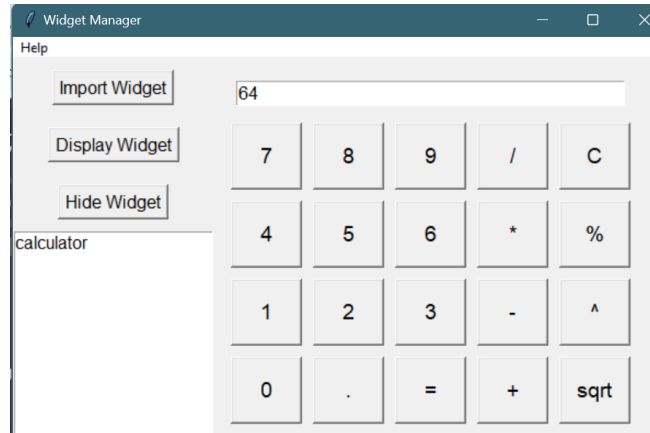 Widget Manager
Help
Import Widget
Display Widget
Hide Widget
calculator
64
7 8 9 / C
4 5 6 * %
1 2 3 - ^
0 . = + sqrt